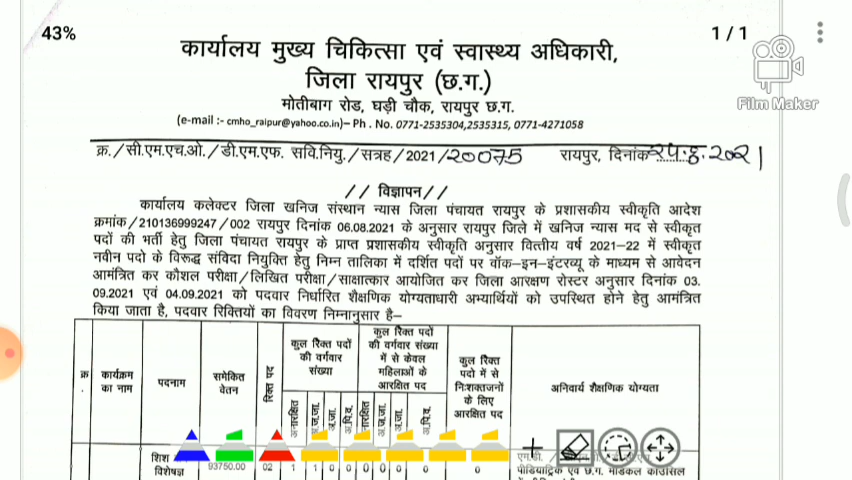 43%
1 / 1
Film Maker
कार्यालय मुख्य चिकित्सा एवं स्वास्थ्य अधिकारी,
जिला रायपुर (छ.ग.)
मोतीबाग रोड, घड़ी चौक, रायपुर छ.ग.
(e-mail :- cmho_raipur@yahoo.co.in)– Ph . No. 0771-2535304,2535315, 0771-4271058
क्र./सी.एम.एच.ओ./डी.एम.एफ. सवि.नियु./सत्रह/2021/20075 रायपुर, दिनांक 24.8.2021
// विज्ञापन//
कार्यालय कलेक्टर जिला खनिज संस्थान न्यास जिला पंचायत रायपुर के प्रशासकीय स्वीकृति आदेश
क्रमांक/210136999247/002 रायपुर दिनांक 06.08.2021 के अनुसार रायपुर जिले में खनिज न्यास मद से स्वीकृत
पदों की भर्ती हेतु जिला पंचायत रायपुर के प्राप्त प्रशासकीय स्वीकृति अनुसार वित्तीय वर्ष 2021-22 में स्वीकृत
नवीन पदो के विरूद्ध संविदा नियुक्ति हेतु निम्न तालिका में दर्शित पदों पर वॉक-इन-इंटरव्यू के माध्यम से आवेदन
आमंत्रित कर कौशल परीक्षा/लिखित परीक्षा/साक्षात्कार आयोजित कर जिला आरक्षण रोस्टर अनुसार दिनांक 03.
09.2021 एवं 04.09.2021 को पदवार निर्धारित शैक्षणिक योग्यताधारी अभ्यार्थियों को उपस्थित होने हेतु आमंत्रित
किया जाता है, पदवार रिक्तियों का विवरण निम्नानुसार है–
क्र. कार्यक्रम का नाम पदनाम समेकित वेतन रिक्त पद
कुल रिक्त पदों की वर्गवार संख्या
कुल रिक्त पदों की वर्गवार संख्या में से केवल महिलाओं के आरक्षित पद
कुल रिक्त पदो में से नि:शक्तजनों के लिए आरक्षित पद
अनिवार्य शैक्षणिक योग्यता
अनारक्षित अ.ज.जा. अ.जा. अ.पि.व. अनारक्षित अ.ज.जा. अ.जा. अ.पि.व.
शिशु विशेषज्ञ 93750.00 02 1 1 0 0 0 0 0 0 0
पीडियाट्रिक एवं छ.ग. मेडिकल काउंसिल